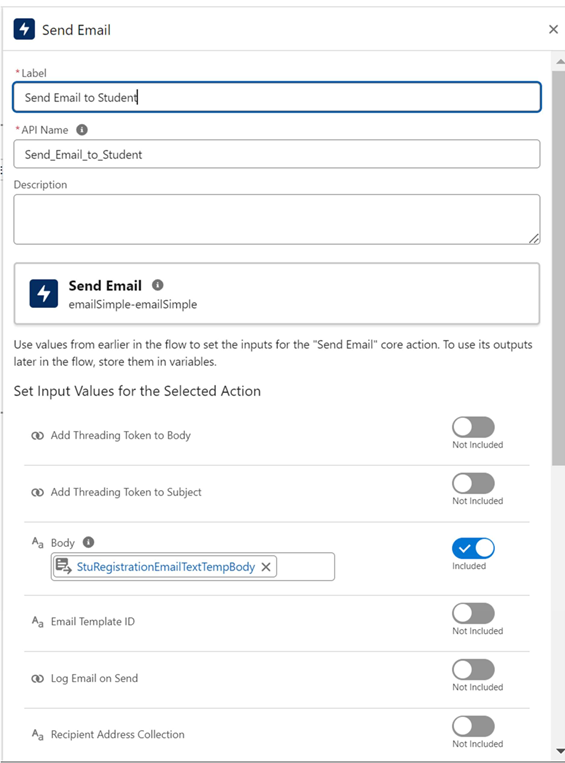 Send Email
*Label
Send Email to Student
*API Name
Send_Email_to_Student
Description
Send Email
emailSimple-emailSimple
Use values from earlier in the flow to set the inputs for the "Send Email" core action. To use its outputs
later in the flow, store them in variables.
Set Input Values for the Selected Action
Add Threading Token to Body
Not Included
Add Threading Token to Subject
Not Included
Aa Body
StuRegistrationEmailTextTempBody
Included
Aa Email Template ID
Not Included
Log Email on Send
Not Included
Aa Recipient Address Collection
Not Included